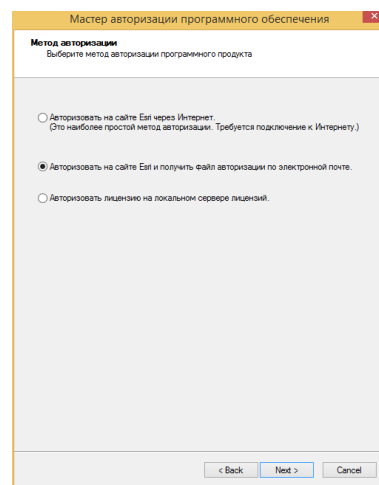 Мастер авторизации программного обеспечения
Метод авторизации
Выберите метод авторизации программного продукта
Авторизовать на сайте Esri через Интернет.
(Это наиболее простой метод авторизации. Требуется подключение к Интернету.)
Авторизовать на сайте Esri и получить файл авторизации по электронной почте.
Авторизовать лицензию на локальном сервере лицензий.
< Back Next > Cancel